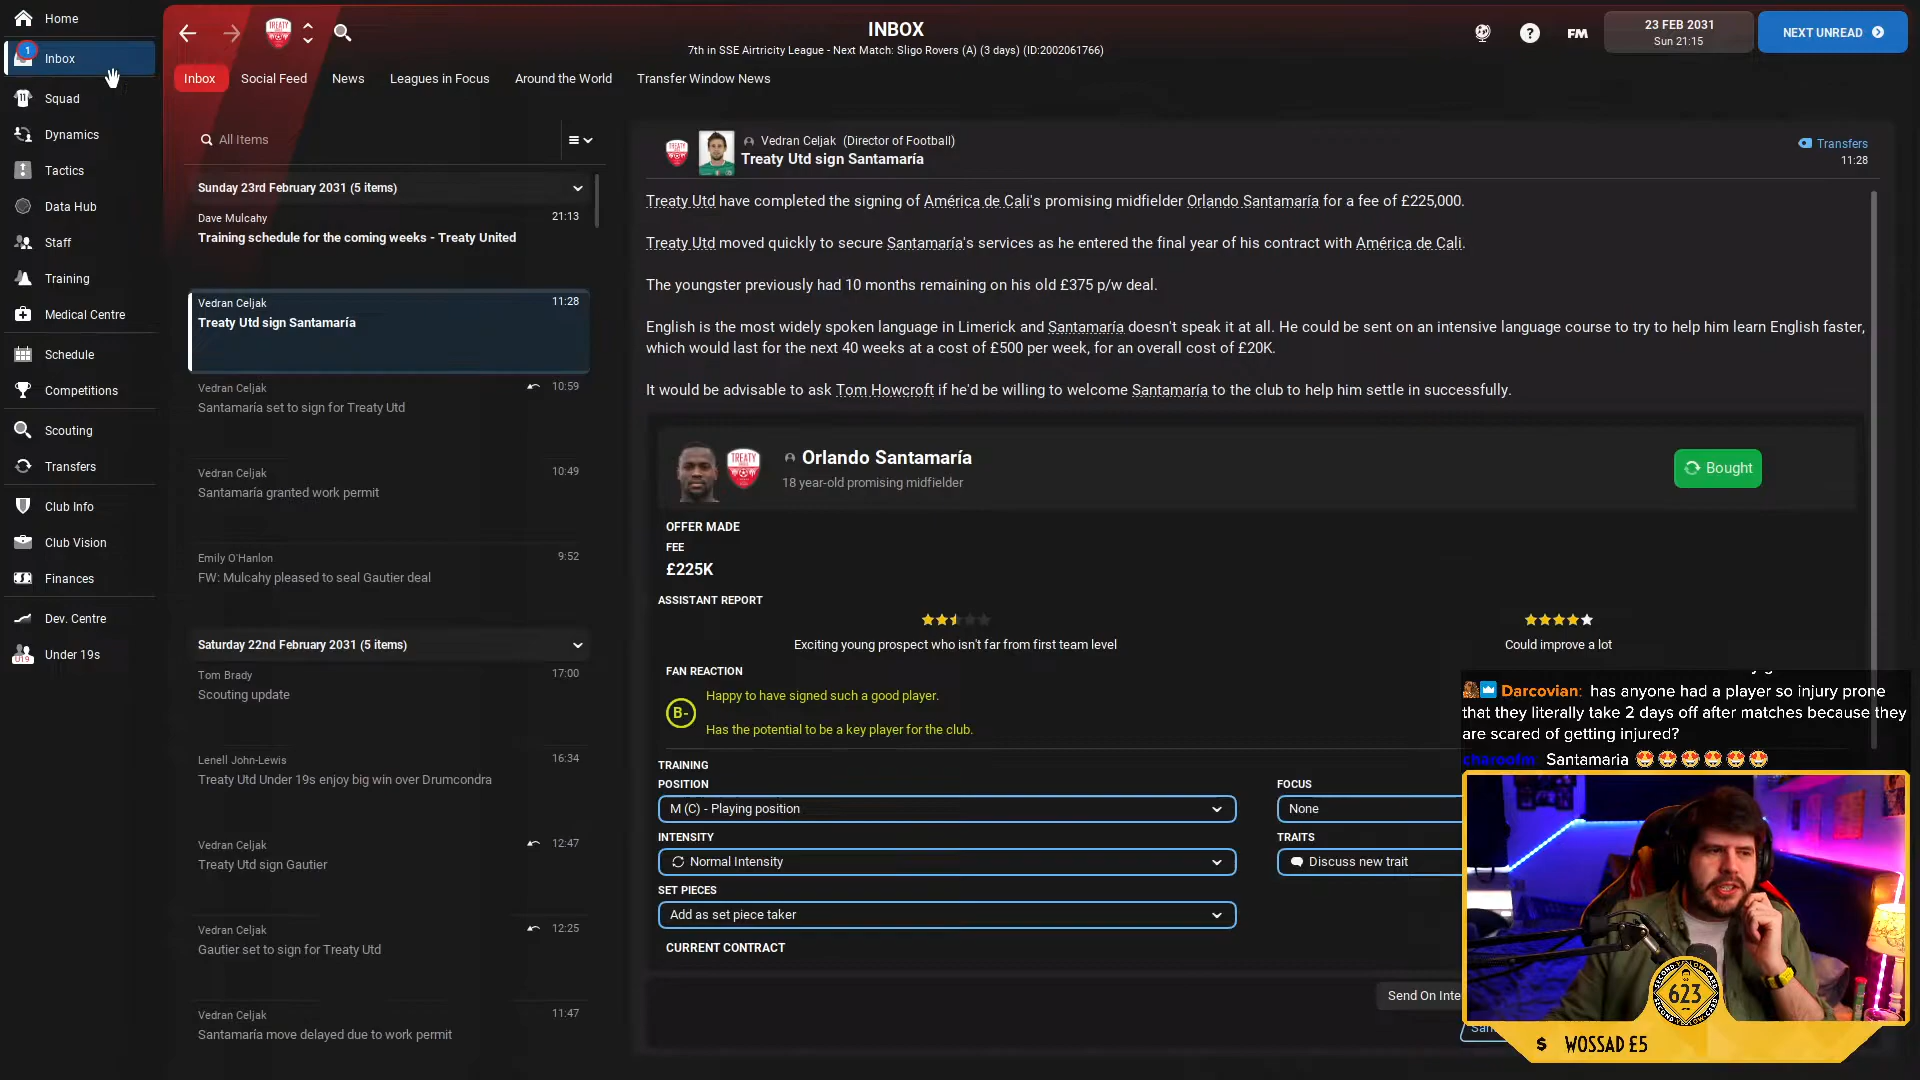 Home
1
Inbox
Squad
Dynamics
Tactics
Data Hub
Staff
Training
Medical Centre
Schedule
Competitions
Scouting
Transfers
Club Info
Club Vision
Finances
Dev. Centre
U19
Under 19s
TREATY
INBOX
7th in SSE Airtricity League - Next Match: Sligo Rovers (A) (3 days) (ID:2002061766)
FM
23 FEB 2031
Sun 21:15
NEXT UNREAD
Inbox
Social Feed
News
Leagues in Focus
Around the World
Transfer Window News
All Items
Sunday 23rd February 2031 (5 items)
Dave Mulcahy 21:13
Training schedule for the coming weeks - Treaty United
Vedran Celjak 11:28
Treaty Utd sign Santamaría
Vedran Celjak 10:59
Santamaría set to sign for Treaty Utd
Vedran Celjak 10:49
Santamaría granted work permit
Emily O'Hanlon 9:52
FW: Mulcahy pleased to seal Gautier deal
Saturday 22nd February 2031 (5 items)
Tom Brady 17:00
Scouting update
Lenell John-Lewis 16:34
Treaty Utd Under 19s enjoy big win over Drumcondra
Vedran Celjak 12:47
Treaty Utd sign Gautier
Vedran Celjak 12:25
Gautier set to sign for Treaty Utd
Vedran Celjak 11:47
Santamaría move delayed due to work permit
Vedran Celjak (Director of Football)
Treaty Utd sign Santamaría
Transfers
11:28
Treaty Utd have completed the signing of América de Cali's promising midfielder Orlando Santamaría for a fee of £225,000.
Treaty Utd moved quickly to secure Santamaría's services as he entered the final year of his contract with América de Cali.
The youngster previously had 10 months remaining on his old £375 p/w deal.
English is the most widely spoken language in Limerick and Santamaría doesn't speak it at all. He could be sent on an intensive language course to try to help him learn English faster,
which would last for the next 40 weeks at a cost of £500 per week, for an overall cost of £20K.
It would be advisable to ask Tom Howcroft if he'd be willing to welcome Santamaría to the club to help him settle in successfully.
TREATY
Orlando Santamaría
18 year-old promising midfielder
Bought
OFFER MADE
FEE
£225K
ASSISTANT REPORT
Exciting young prospect who isn't far from first team level
Could improve a lot
FAN REACTION
B-
Happy to have signed such a good player.
Has the potential to be a key player for the club.
TRAINING
POSITION
M (C) - Playing position
FOCUS
None
INTENSITY
Normal Intensity
TRAITS
Discuss new trait
SET PIECES
Add as set piece taker
CURRENT CONTRACT
Send On Inte
Darcovian: has anyone had a player so injury prone
that they literally take 2 days off after matches because they
are scared of getting injured?
charoofm: Santamaria 😍😍😍😍😍😍
SECOND YELLOW CARD
623
$ WOSSAD £5